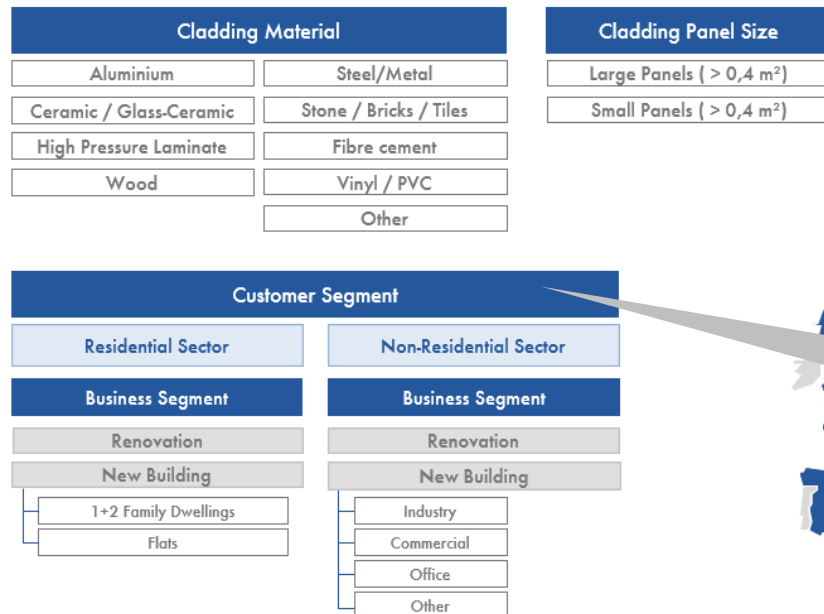 Cladding Material
Aluminium
Steel/Metal
Ceramic / Glass-Ceramic
Stone / Bricks / Tiles
High Pressure Laminate
Fibre cement
Wood
Vinyl / PVC
Other
Cladding Panel Size
Large Panels ( > 0,4 m²)
Small Panels ( > 0,4 m²)
Customer Segment
Residential Sector
Business Segment
Renovation
New Building
1+2 Family Dwellings
Flats
Non-Residential Sector
Business Segment
Renovation
New Building
Industry
Commercial
Office
Other